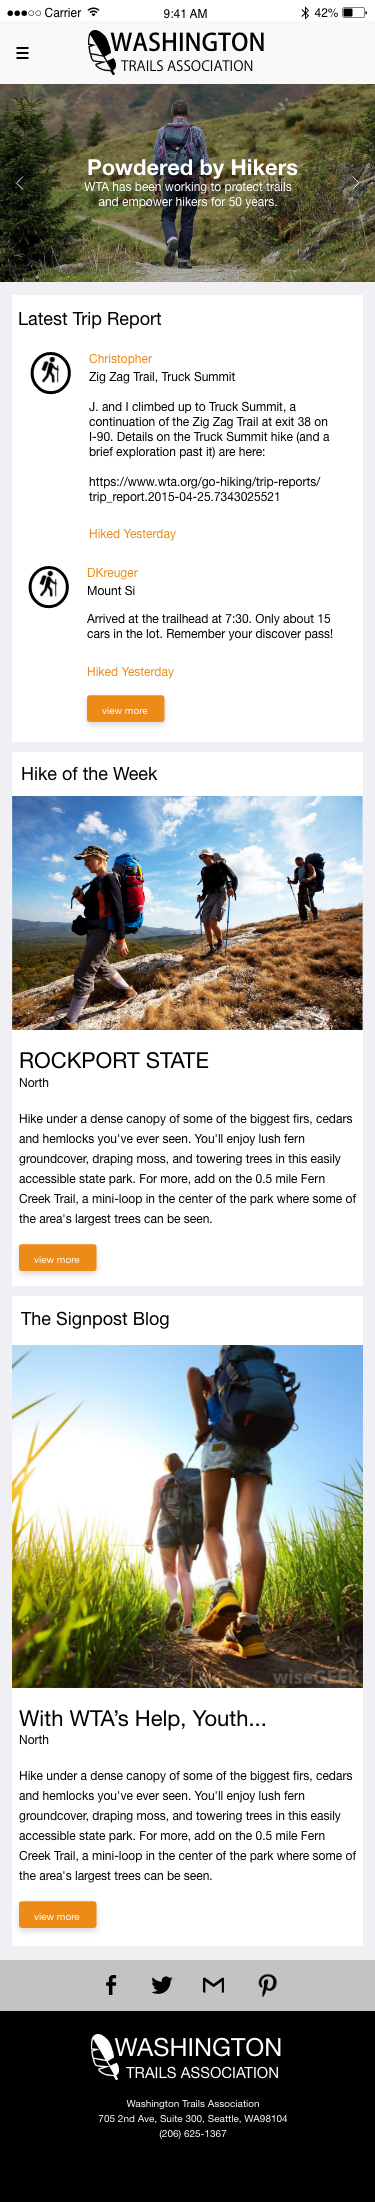 Carrier 9:41 AM 42%
WASHINGTON
TRAILS ASSOCIATION
Powdered by Hikers
WTA has been working to protect trails
and empower hikers for 50 years.
Latest Trip Report
Christopher
Zig Zag Trail, Truck Summit
J. and I climbed up to Truck Summit, a
continuation of the Zig Zag Trail at exit 38 on
I-90. Details on the Truck Summit hike (and a
brief exploration past it) are here:
https://www.wta.org/go-hiking/trip-reports/
trip_report.2015-04-25.7343025521
Hiked Yesterday
DKreuger
Mount Si
Arrived at the trailhead at 7:30. Only about 15
cars in the lot. Remember your discover pass!
Hiked Yesterday
view more
Hike of the Week
ROCKPORT STATE
North
Hike under a dense canopy of some of the biggest firs, cedars
and hemlocks you've ever seen. You'll enjoy lush fern
groundcover, draping moss, and towering trees in this easily
accessible state park. For more, add on the 0.5 mile Fern
Creek Trail, a mini-loop in the center of the park where some of
the area's largest trees can be seen.
view more
The Signpost Blog
wiseGEEK
With WTA's Help, Youth...
North
Hike under a dense canopy of some of the biggest firs, cedars
and hemlocks you've ever seen. You'll enjoy lush fern
groundcover, draping moss, and towering trees in this easily
accessible state park. For more, add on the 0.5 mile Fern
Creek Trail, a mini-loop in the center of the park where some of
the area's largest trees can be seen.
view more
WASHINGTON
TRAILS ASSOCIATION
Washington Trails Association
705 2nd Ave, Suite 300, Seattle, WA98104
(206) 625-1367